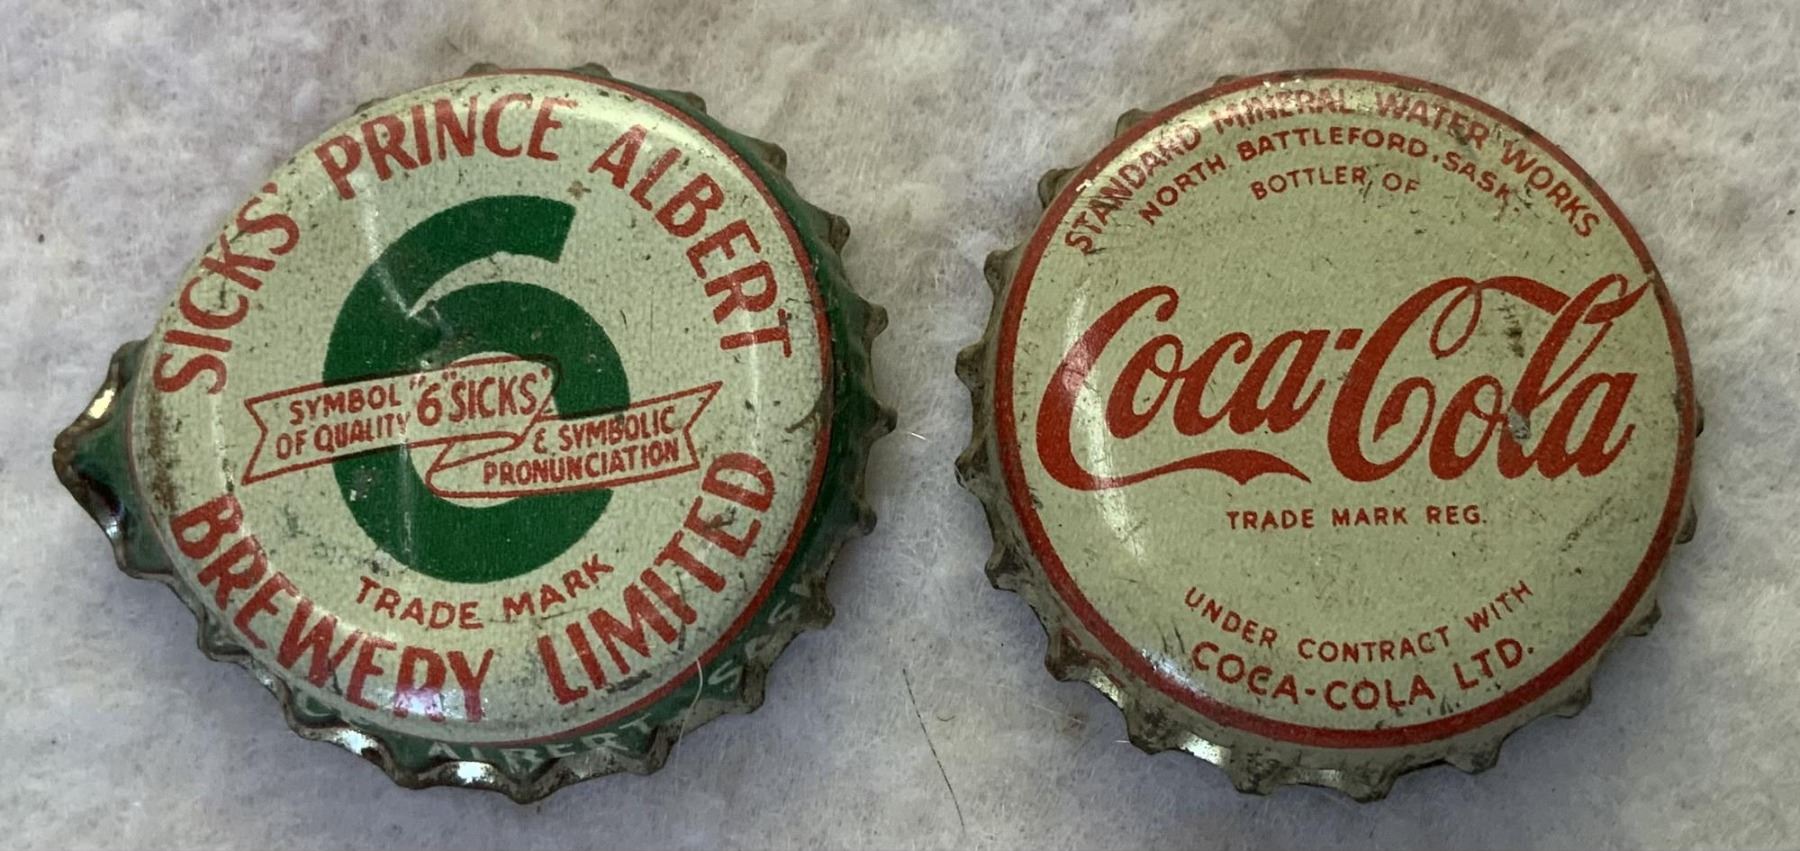 SICKS' PRINCE ALBERT
6
SYMBOL "6" SICKS'
OF QUALITY
& SYMBOLIC
PRONUNCIATION
TRADE MARK
BREWERY LIMITED
ALBERT SASK
STANDARD MINERAL WATER WORKS
NORTH BATTLEFORD, SASK.
BOTTLER OF
Coca-Cola
TRADE MARK REG.
UNDER CONTRACT WITH
COCA-COLA LTD.